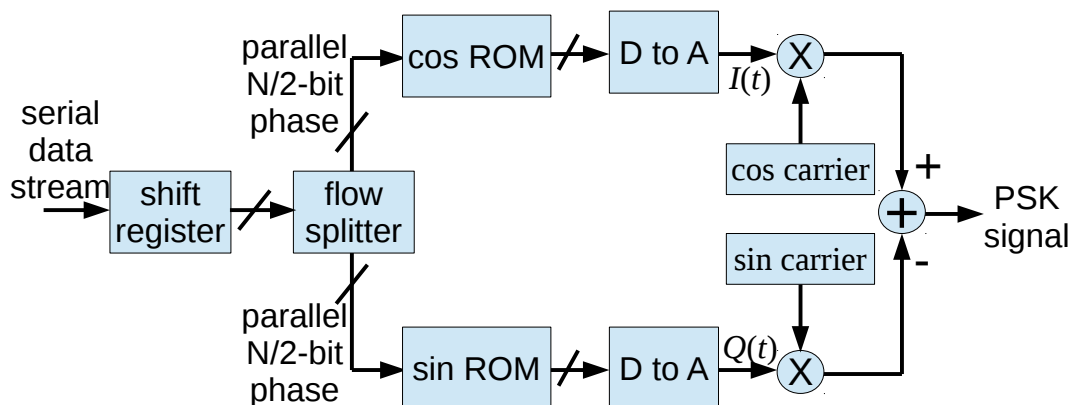 serial
data
stream
shift
register
flow
splitter
parallel
N/2-bit
phase
cos ROM
D to A
I(t)
X
cos carrier
+
+
-
PSK
signal
sin carrier
parallel
N/2-bit
phase
sin ROM
D to A
Q(t)
X